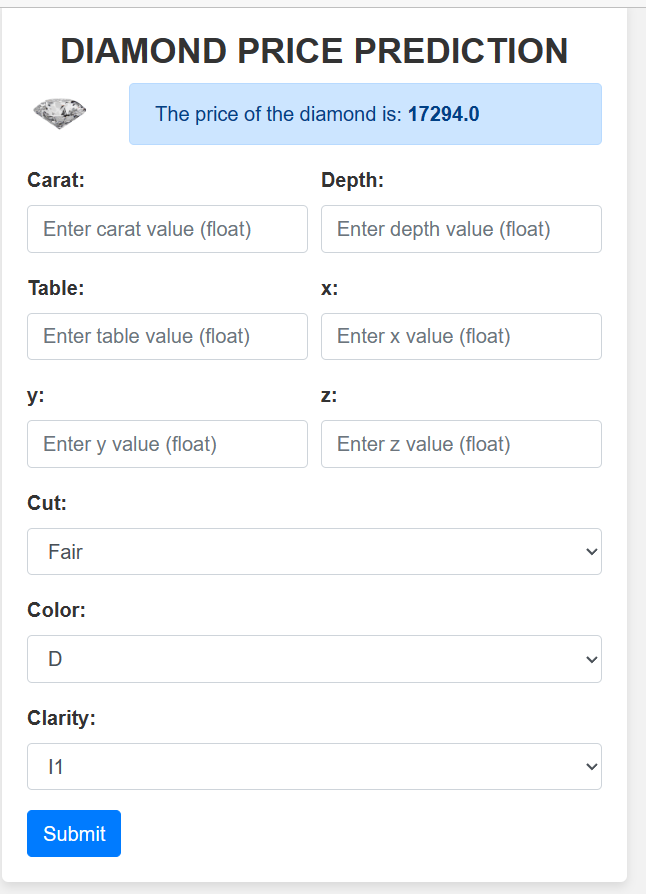 DIAMOND PRICE PREDICTION
The price of the diamond is: 17294.0
Carat: Depth:
Enter carat value (float) Enter depth value (float)
Table: x:
Enter table value (float) Enter x value (float)
y: z:
Enter y value (float) Enter z value (float)
Cut:
Fair
Color:
D
Clarity:
I1
Submit